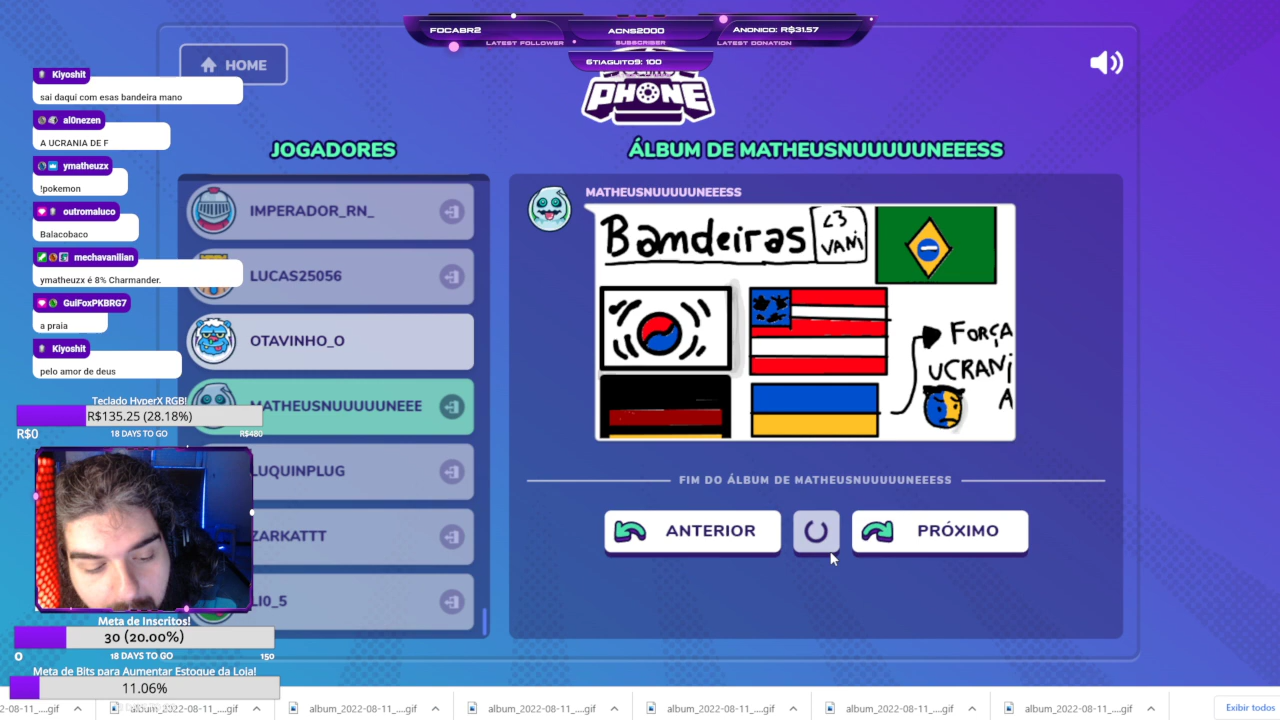 FOCABR2
LATEST FOLLOWER
ACNS2000
SUBSCRIBER
ANONICO: R$31.57
LATEST DONATION
6TIAGUITO9: 100
HOME
PHONE
Kiyoshit
sai daqui com esas bandeira mano
al0nezen
A UCRANIA DE F
ymatheuzx
!pokemon
outromaluco
Balacobaco
mechavanilian
ymatheuzx é 8% Charmander.
GuiFoxPKBRG7
a praia
Kiyoshit
pelo amor de deus
Teclado HyperX RGB!
R$135.25 (28.18%)
R$0
18 DAYS TO GO
R$480
Meta de Inscritos!
30 (20.00%)
0
18 DAYS TO GO
150
Meta de Bits para Aumentar Estoque da Loja!
11.06%
JOGADORES
IMPERADOR_RN_
LUCAS25056
OTAVINHO_O
MATHEUSNUUUUUNEEE
LUQUINPLUG
ZARKATTT
LI0_5
ÁLBUM DE MATHEUSNUUUUUNEEESS
MATHEUSNUUUUUNEEESS
Bamdeiras
<3
VANI
FORÇA
UCRANI
A
FIM DO ÁLBUM DE MATHEUSNUUUUUNEEESS
ANTERIOR
PRÓXIMO
2-08-11_....gif
album_2022-08-11_....gif
album_2022-08-11_....gif
album_2022-08-11_....gif
album_2022-08-11_....gif
album_2022-08-11_....gif
album_2022-08-11_....gif
Exibir todos